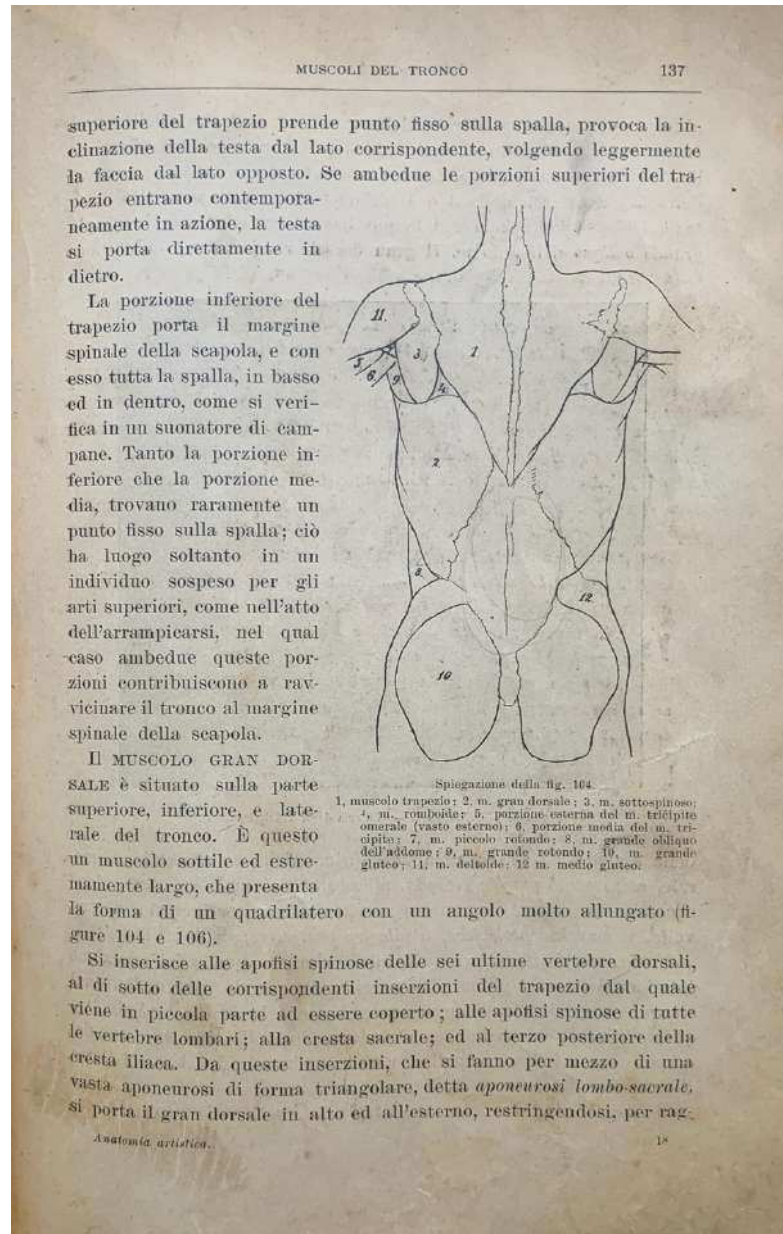 MUSCOLI DEL TRONCO 137
superiore del trapezio prende punto fisso sulla spalla, provoca la in-
clinazione della testa dal lato corrispondente, volgendo leggermente
la faccia dal lato opposto. Se ambedue le porzioni superiori del tra-
pezio entrano contempora-
neamente in azione, la testa
si porta direttamente in
dietro.
La porzione inferiore del
trapezio porta il margine
spinale della scapola, e con
esso tutta la spalla, in basso
ed in dentro, come si veri-
fica in un suonatore di cam-
pane. Tanto la porzione in-
feriore che la porzione me-
dia, trovano raramente un
punto fisso sulla spalla; ciò
ha luogo soltanto in un
individuo sospeso per gli
arti superiori, come nell'atto
dell'arrampicarsi, nel qual
caso ambedue queste por-
zioni contribuiscono a rav-
vicinare il tronco al margine
spinale della scapola.
Il MUSCOLO GRAN DOR-
SALE è situato sulla parte
superiore, inferiore, e late-
rale del tronco. È questo
un muscolo sottile ed estre-
mamente largo, che presenta
11.
1
3.
5
6.
9
4.
2
8.
12
10
Spiegazione della fig. 104.
1, muscolo trapezio; 2, m. gran dorsale; 3. m. sottospinoso;
4, m. romboide; 5, porzione esterna del m. tricipite
omerale (vasto esterno); 6, porzione media del m. tri-
cipite; 7, m. piccolo rotondo; 8, m. grande obliquo
dell'addome; 9, m. grande rotondo; 10, m. grande
gluteo; 11, m. deltoide; 12 m. medio gluteo.
la forma di un quadrilatero con un angolo molto allungato (fi-
gure 104 e 106).
Si inserisce alle apofisi spinose delle sei ultime vertebre dorsali,
al di sotto delle corrispondenti inserzioni del trapezio dal quale
viene in piccola parte ad essere coperto; alle apofisi spinose di tutte
le vertebre lombari; alla cresta sacrale; ed al terzo posteriore della
cresta iliaca. Da queste inserzioni, che si fanno per mezzo di una
vasta aponeurosi di forma triangolare, detta aponeurosi lombo-sacrale,
si porta il gran dorsale in alto ed all'esterno, restringendosi, per rag-
Anatomia artistica. 18